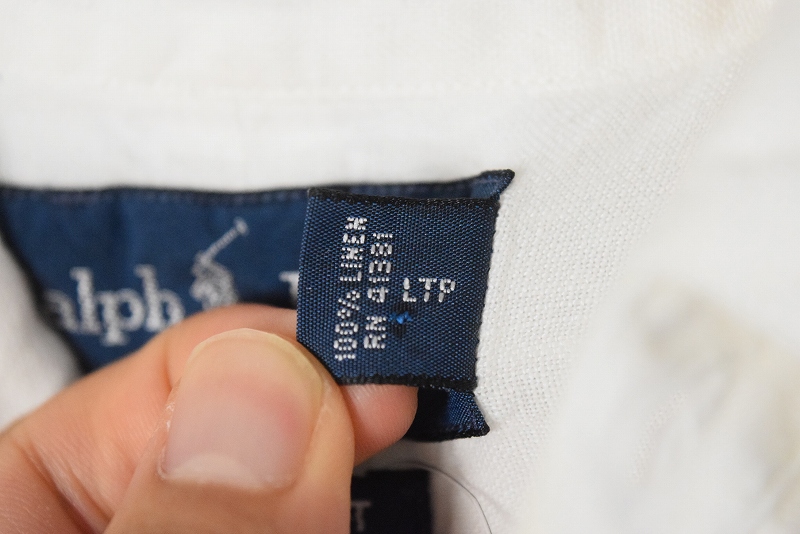 alph
100% LINEN
RN 41381
LTP
T